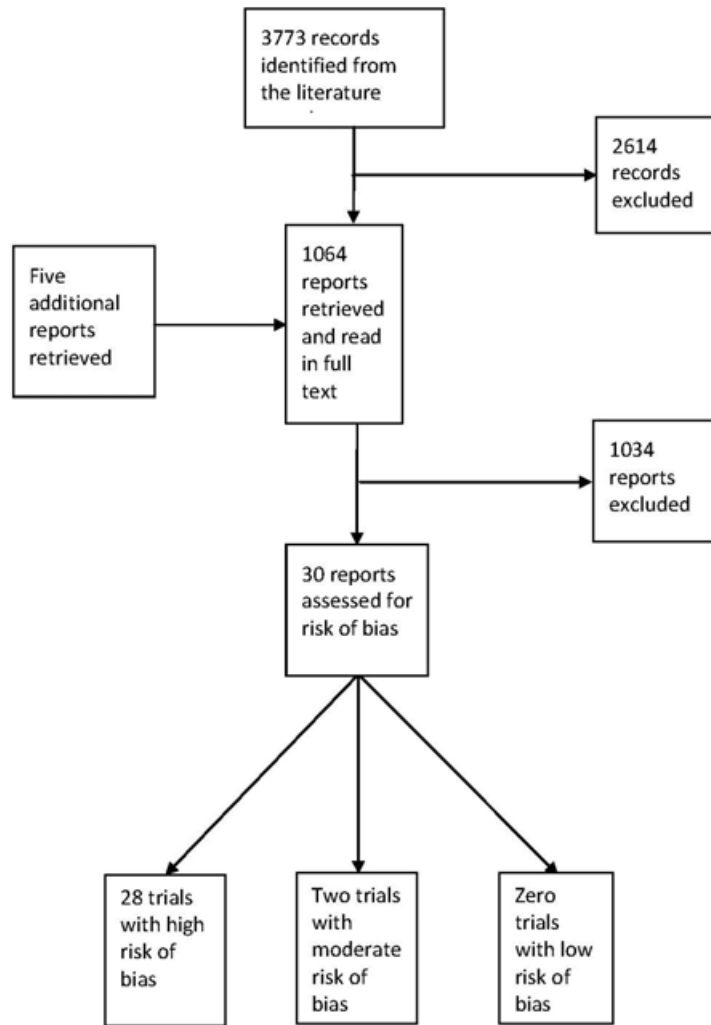 3773 records
identified from
the literature
2614
records
excluded
Five
additional
reports
retrieved
1064
reports
retrieved
and read
in full
text
1034
reports
excluded
30 reports
assessed for
risk of bias
28 trials
with high
risk of
bias
Two trials
with
moderate
risk of
bias
Zero
trials
with low
risk of
bias